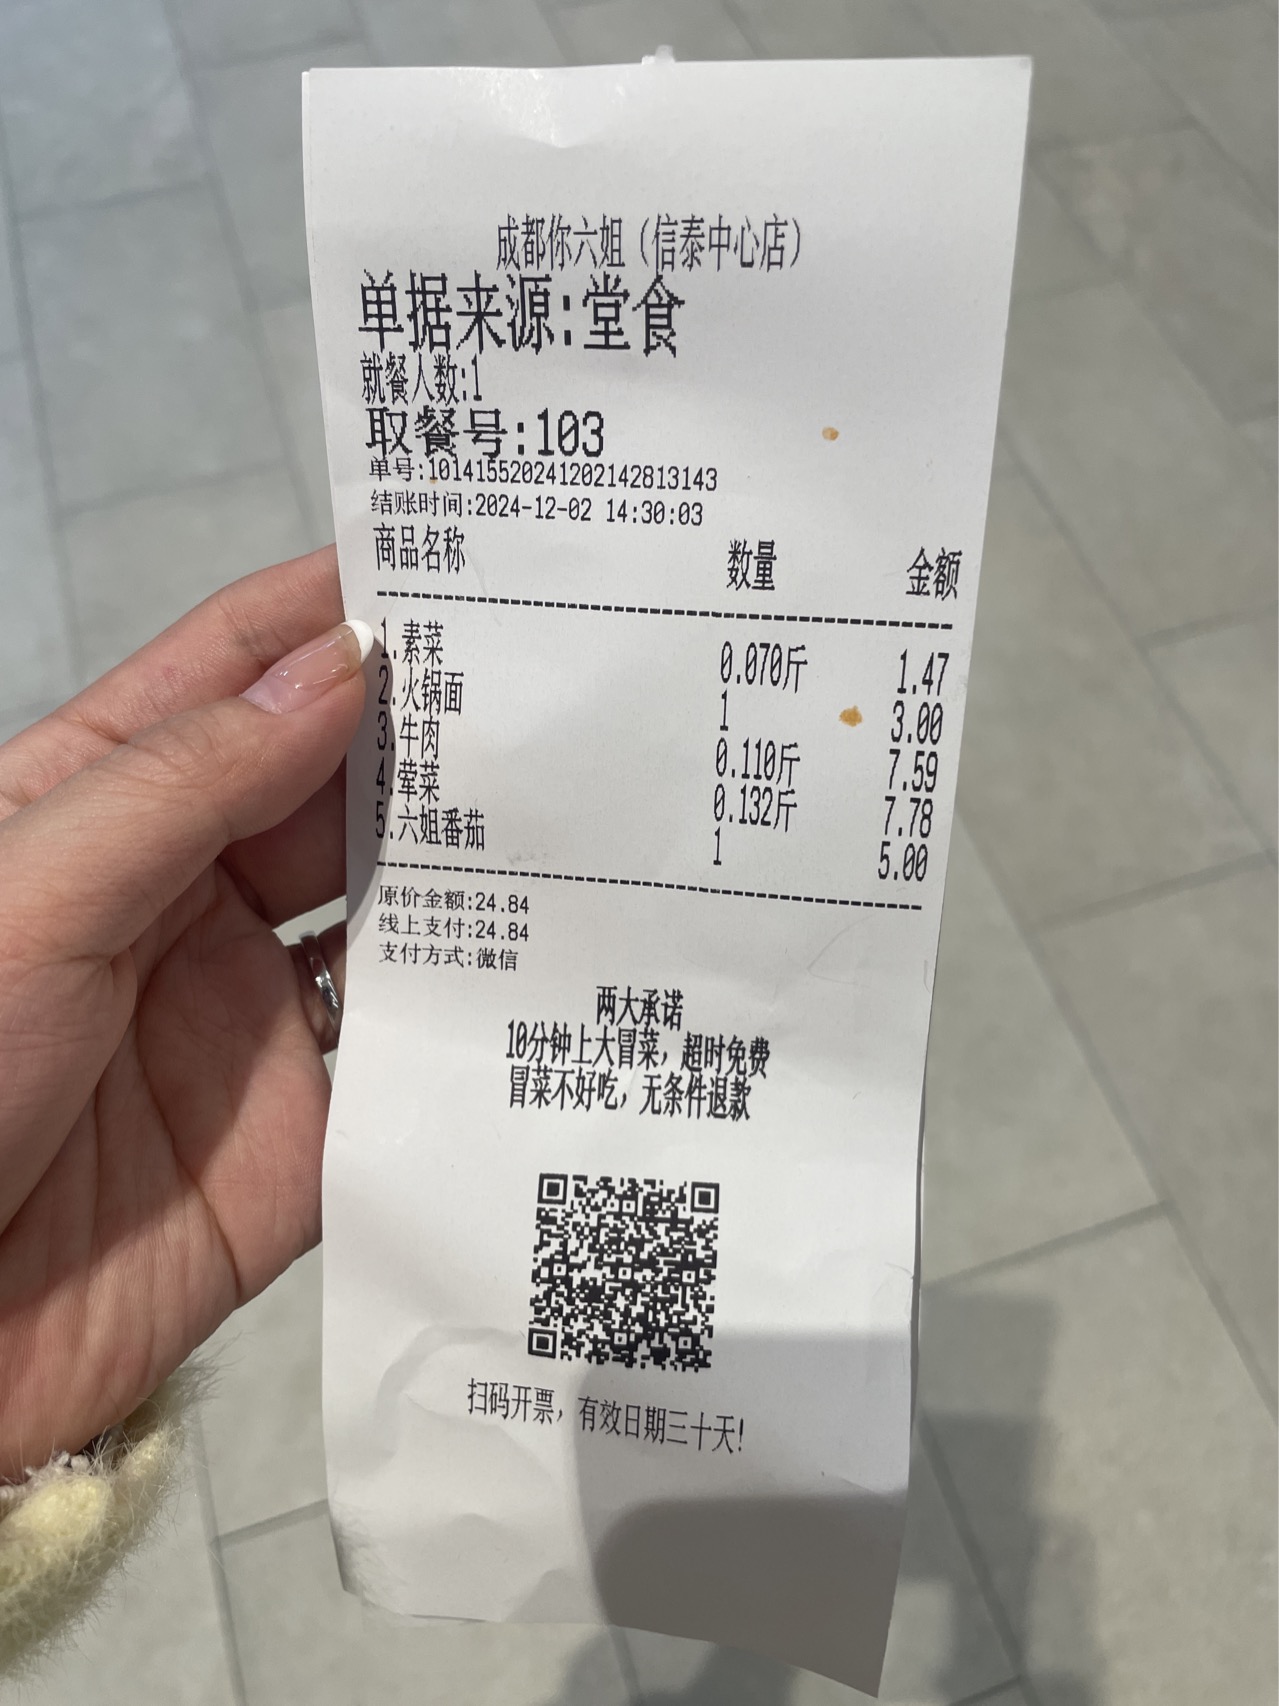 成都你六姐（信泰中心店）
单据来源:堂食
就餐人数:1
取餐号:103
单号:10141552024120214281​3143
结账时间:2024-12-02 14:30:03
商品名称 数量 金额
1.素菜 0.070斤 1.47
2.火锅面 1 3.00
3.牛肉 0.110斤 7.59
4.荤菜 0.132斤 7.78
5.六姐番茄 1 5.00
原价金额:24.84
线上支付:24.84
支付方式:微信
两大承诺
10分钟上大冒菜，超时免费
冒菜不好吃，无条件退款
扫码开票，有效日期三十天!